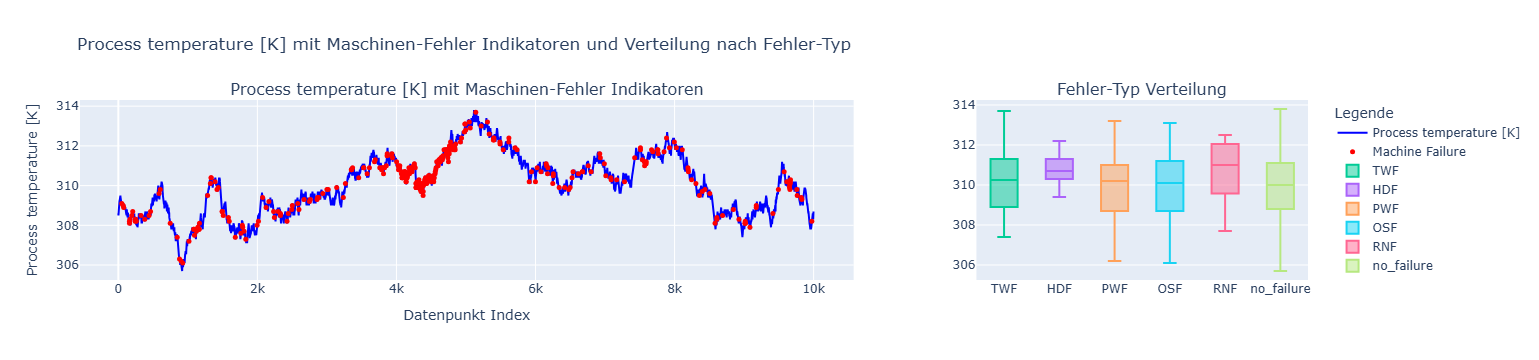 Process temperature [K] mit Maschinen-Fehler Indikatoren und Verteilung nach Fehler-Typ
Process temperature [K] mit Maschinen-Fehler Indikatoren
Process temperature [K]
314
312
310
308
306
0
2k
4k
6k
8k
10k
Datenpunkt Index
Fehler-Typ Verteilung
314
312
310
308
306
TWF
HDF
PWF
OSF
RNF
no_failure
Legende
Process temperature [K]
Machine Failure
TWF
HDF
PWF
OSF
RNF
no_failure